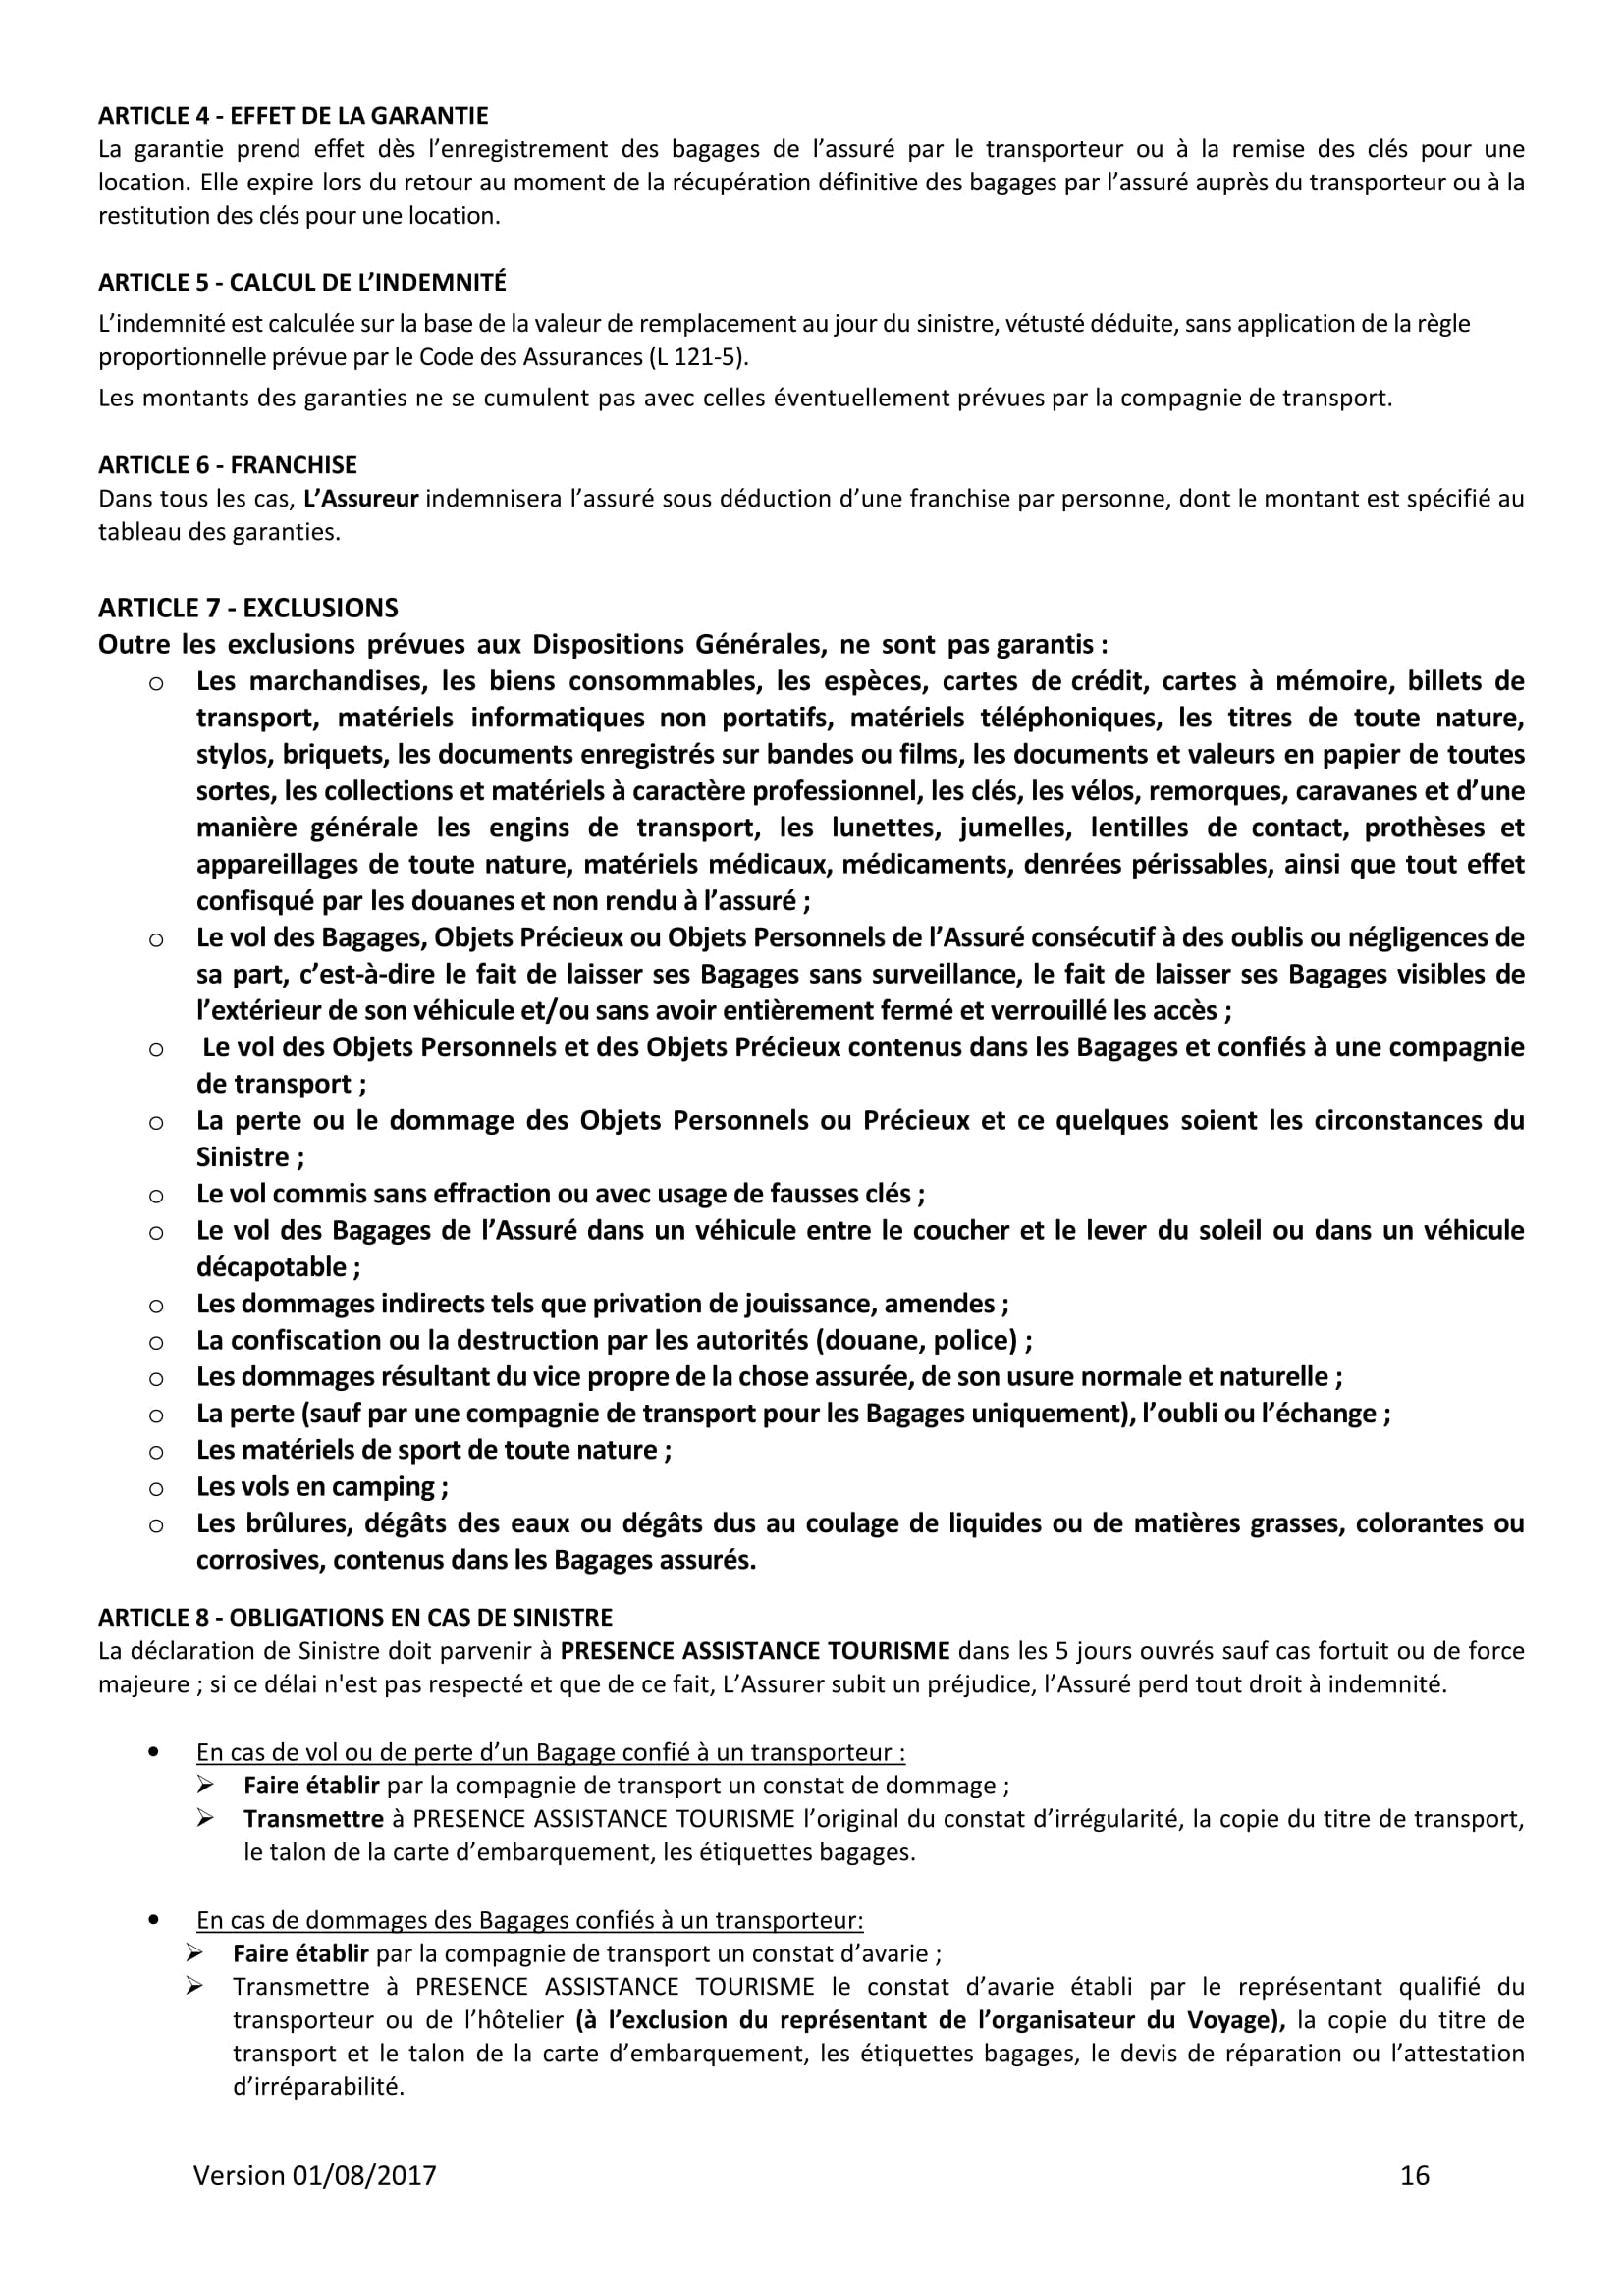 ARTICLE 4 - EFFET DE LA GARANTIE
La garantie prend effet dès l’enregistrement des bagages de l’assuré par le transporteur ou à la remise des clés pour une
location. Elle expire lors du retour au moment de la récupération définitive des bagages par l’assuré auprès du transporteur ou à la
restitution des clés pour une location.
ARTICLE 5 - CALCUL DE L’INDEMNITÉ
L’indemnité est calculée sur la base de la valeur de remplacement au jour du sinistre, vétusté déduite, sans application de la règle
proportionnelle prévue par le Code des Assurances (L 121-5).
Les montants des garanties ne se cumulent pas avec celles éventuellement prévues par la compagnie de transport.
ARTICLE 6 - FRANCHISE
Dans tous les cas, L’Assureur indemnisera l’assuré sous déduction d’une franchise par personne, dont le montant est spécifié au
tableau des garanties.
ARTICLE 7 - EXCLUSIONS
Outre les exclusions prévues aux Dispositions Générales, ne sont pas garantis :
o Les marchandises, les biens consommables, les espèces, cartes de crédit, cartes à mémoire, billets de
transport, matériels informatiques non portatifs, matériels téléphoniques, les titres de toute nature,
stylos, briquets, les documents enregistrés sur bandes ou films, les documents et valeurs en papier de toutes
sortes, les collections et matériels à caractère professionnel, les clés, les vélos, remorques, caravanes et d’une
manière générale les engins de transport, les lunettes, jumelles, lentilles de contact, prothèses et
appareillages de toute nature, matériels médicaux, médicaments, denrées périssables, ainsi que tout effet
confisqué par les douanes et non rendu à l’assuré ;
o Le vol des Bagages, Objets Précieux ou Objets Personnels de l’Assuré consécutif à des oublis ou négligences de
sa part, c’est-à-dire le fait de laisser ses Bagages sans surveillance, le fait de laisser ses Bagages visibles de
l’extérieur de son véhicule et/ou sans avoir entièrement fermé et verrouillé les accès ;
o Le vol des Objets Personnels et des Objets Précieux contenus dans les Bagages et confiés à une compagnie
de transport ;
o La perte ou le dommage des Objets Personnels ou Précieux et ce quelques soient les circonstances du
Sinistre ;
o Le vol commis sans effraction ou avec usage de fausses clés ;
o Le vol des Bagages de l’Assuré dans un véhicule entre le coucher et le lever du soleil ou dans un véhicule
décapotable ;
o Les dommages indirects tels que privation de jouissance, amendes ;
o La confiscation ou la destruction par les autorités (douane, police) ;
o Les dommages résultant du vice propre de la chose assurée, de son usure normale et naturelle ;
o La perte (sauf par une compagnie de transport pour les Bagages uniquement), l’oubli ou l’échange ;
o Les matériels de sport de toute nature ;
o Les vols en camping ;
o Les brûlures, dégâts des eaux ou dégâts dus au coulage de liquides ou de matières grasses, colorantes ou
corrosives, contenus dans les Bagages assurés.
ARTICLE 8 - OBLIGATIONS EN CAS DE SINISTRE
La déclaration de Sinistre doit parvenir à PRESENCE ASSISTANCE TOURISME dans les 5 jours ouvrés sauf cas fortuit ou de force
majeure ; si ce délai n'est pas respecté et que de ce fait, L’Assurer subit un préjudice, l’Assuré perd tout droit à indemnité.
• En cas de vol ou de perte d’un Bagage confié à un transporteur :
➢ Faire établir par la compagnie de transport un constat de dommage ;
➢ Transmettre à PRESENCE ASSISTANCE TOURISME l’original du constat d’irrégularité, la copie du titre de transport,
le talon de la carte d’embarquement, les étiquettes bagages.
• En cas de dommages des Bagages confiés à un transporteur:
➢ Faire établir par la compagnie de transport un constat d’avarie ;
➢ Transmettre à PRESENCE ASSISTANCE TOURISME le constat d’avarie établi par le représentant qualifié du
transporteur ou de l’hôtelier (à l’exclusion du représentant de l’organisateur du Voyage), la copie du titre de
transport et le talon de la carte d’embarquement, les étiquettes bagages, le devis de réparation ou l’attestation
d’irréparabilité.
Version 01/08/2017 16